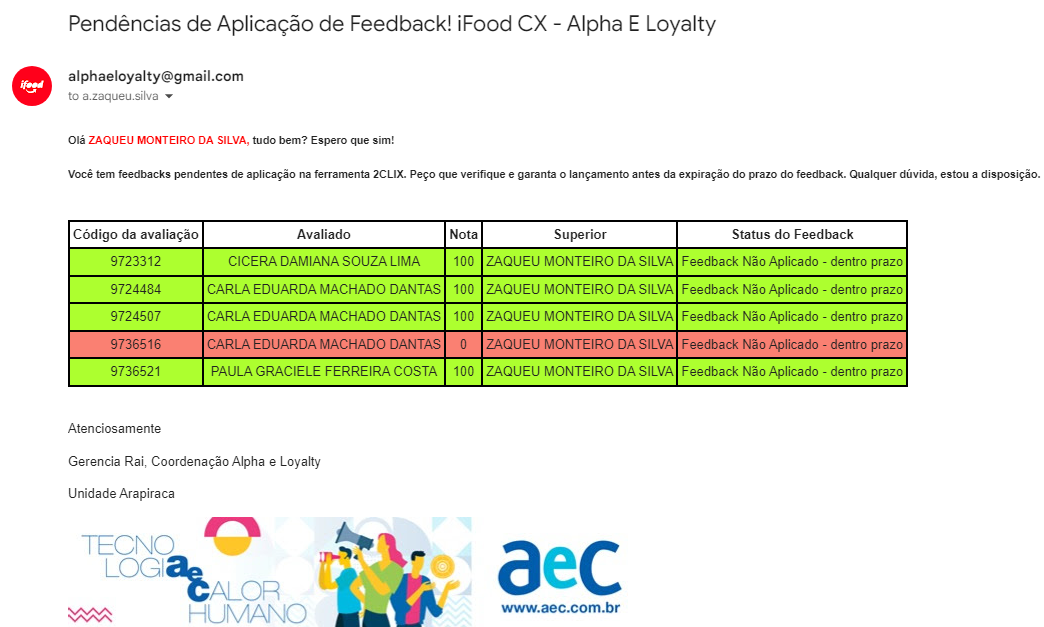 Pendências de Aplicação de Feedback! iFood CX - Alpha E Loyalty
alphaeloyalty@gmail.com
ifood
to a.zaqueu.silva
Olá ZAQUEU MONTEIRO DA SILVA, tudo bem? Espero que sim!
Você tem feedbacks pendentes de aplicação na ferramenta 2CLIX. Peço que verifique e garanta o lançamento antes da expiração do prazo do feedback. Qualquer dúvida, estou a disposição.
Código da avaliação Avaliado Nota Superior Status do Feedback
9723312 CICERA DAMIANA SOUZA LIMA 100 ZAQUEU MONTEIRO DA SILVA Feedback Não Aplicado - dentro prazo
9724484 CARLA EDUARDA MACHADO DANTAS 100 ZAQUEU MONTEIRO DA SILVA Feedback Não Aplicado - dentro prazo
9724507 CARLA EDUARDA MACHADO DANTAS 100 ZAQUEU MONTEIRO DA SILVA Feedback Não Aplicado - dentro prazo
9736516 CARLA EDUARDA MACHADO DANTAS 0 ZAQUEU MONTEIRO DA SILVA Feedback Não Aplicado - dentro prazo
9736521 PAULA GRACIELE FERREIRA COSTA 100 ZAQUEU MONTEIRO DA SILVA Feedback Não Aplicado - dentro prazo
Atenciosamente
Gerencia Rai, Coordenação Alpha e Loyalty
Unidade Arapiraca
TECNO
LOGIA
aec
CALOR
HUMANO
aec
www.aec.com.br